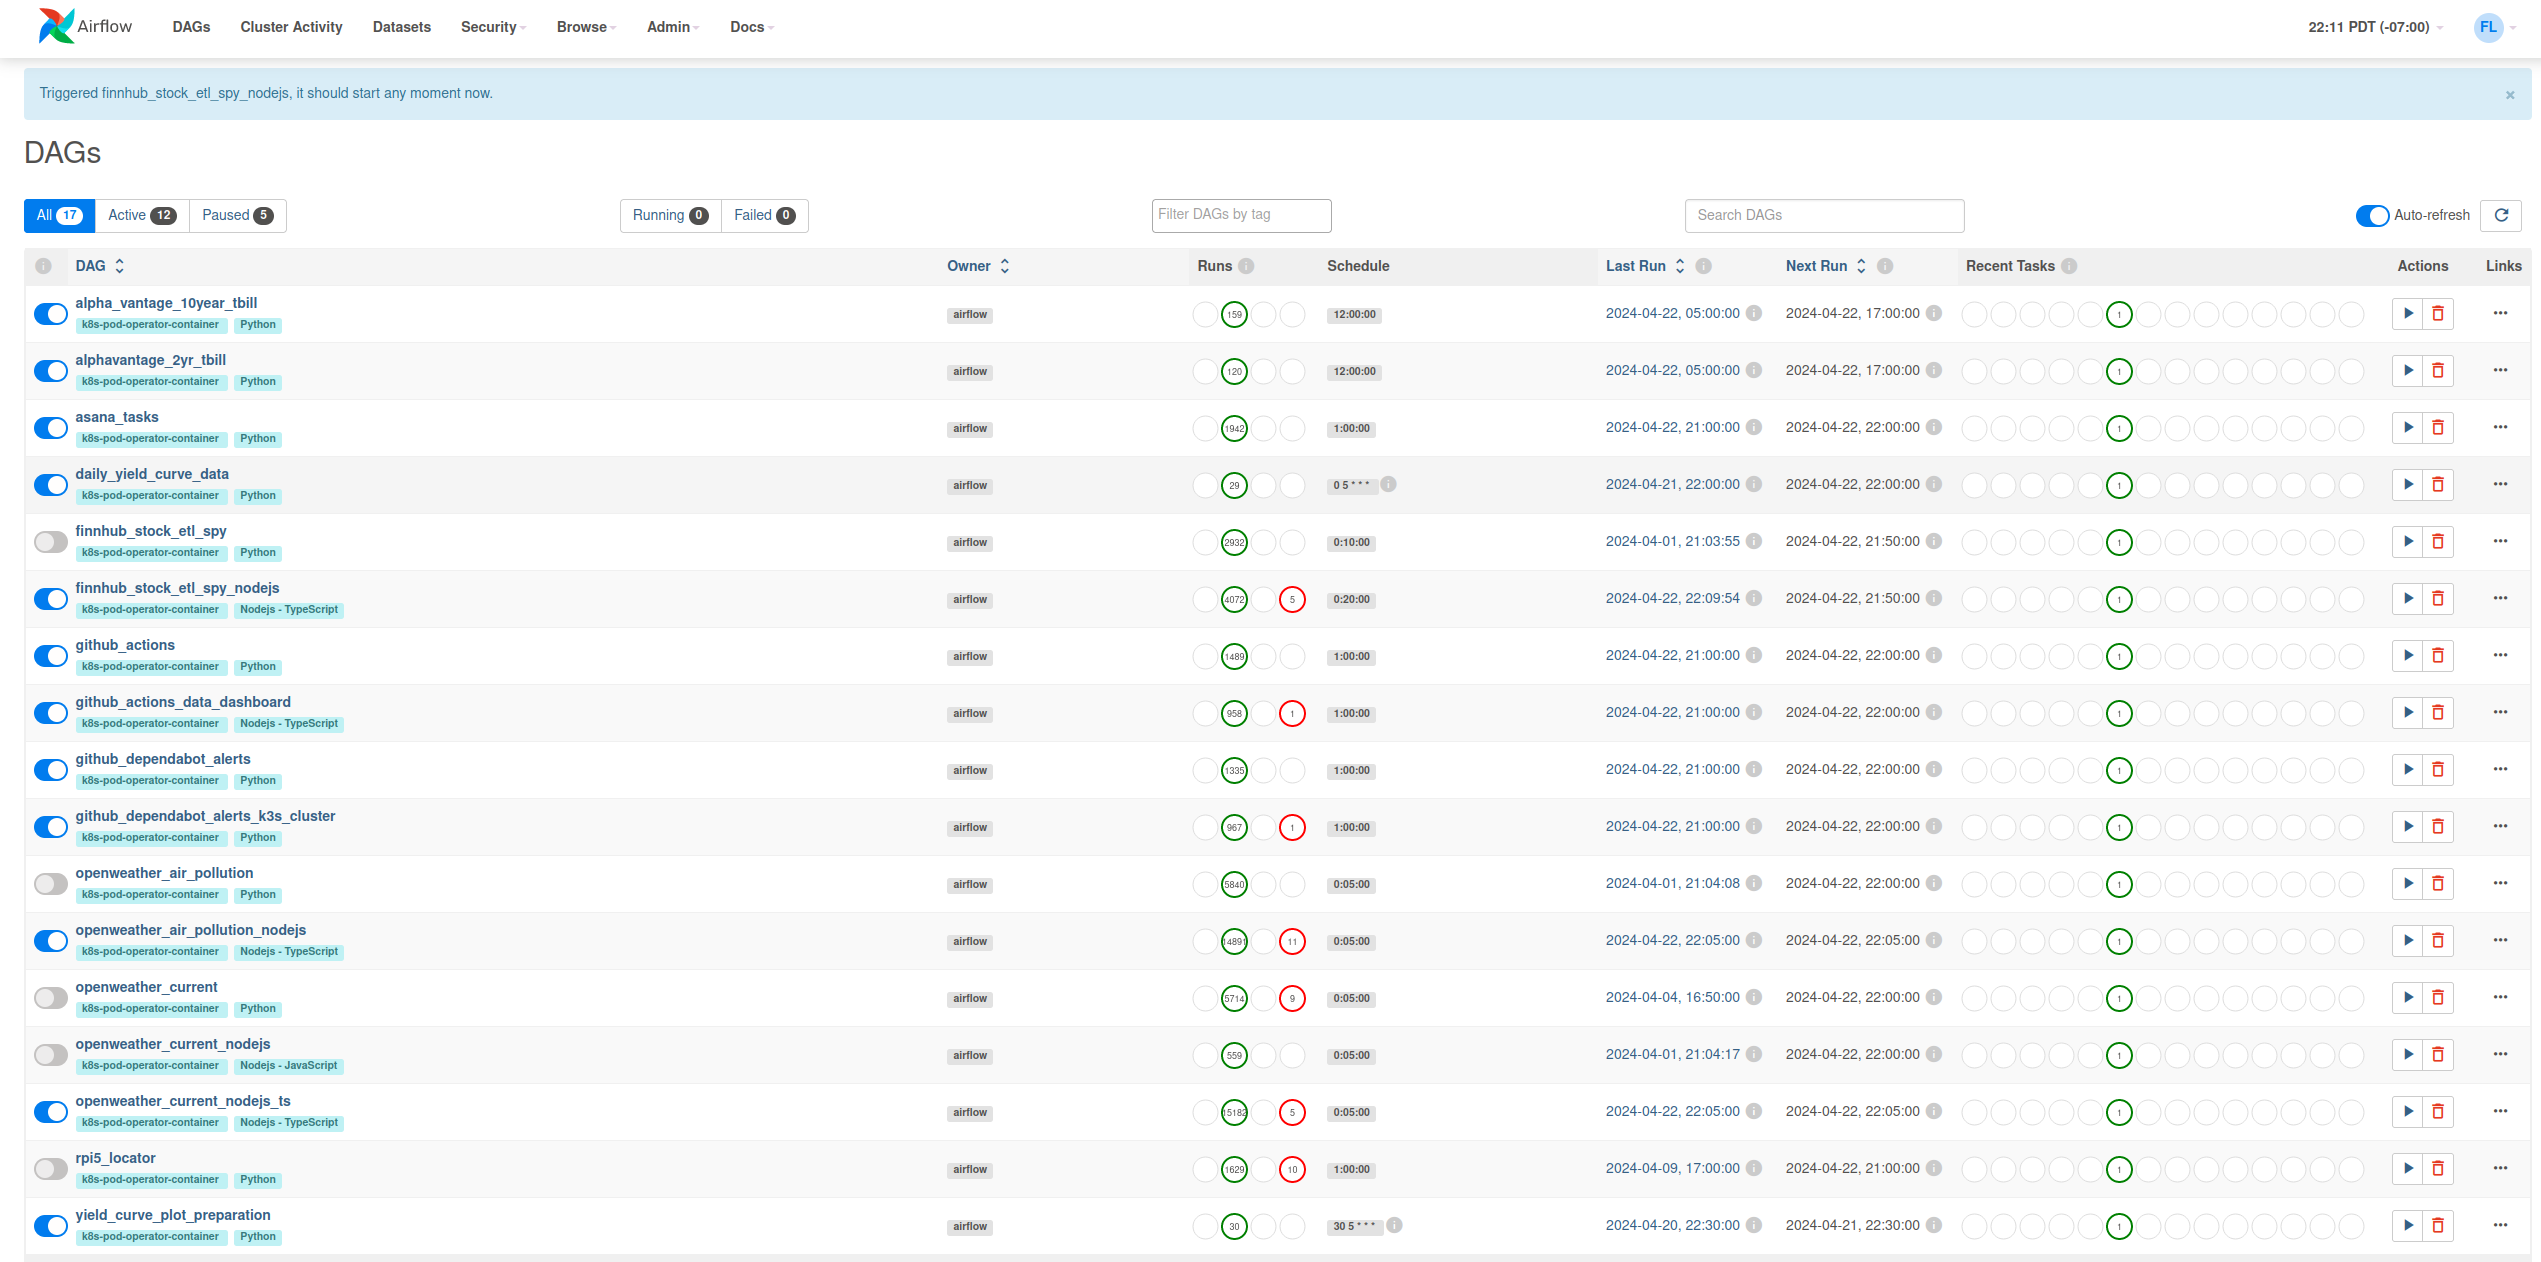 Airflow DAGs Cluster Activity Datasets Security Browse Admin Docs 22:11 PDT (-07:00) FL
Triggered finnhub_stock_etl_spy_nodejs, it should start any moment now. ×
DAGs
All 17 Active 12 Paused 5 Running 0 Failed 0 Filter DAGs by tag Search DAGs Auto-refresh
DAG Owner Runs Schedule Last Run Next Run Recent Tasks Actions Links
alpha_vantage_10year_tbill
k8s-pod-operator-container Python airflow 159 12:00:00 2024-04-22, 05:00:00 2024-04-22, 17:00:00 1
alphavantage_2yr_tbill
k8s-pod-operator-container Python airflow 120 12:00:00 2024-04-22, 05:00:00 2024-04-22, 17:00:00 1
asana_tasks
k8s-pod-operator-container Python airflow 1942 1:00:00 2024-04-22, 21:00:00 2024-04-22, 22:00:00 1
daily_yield_curve_data
k8s-pod-operator-container Python airflow 29 0 5 * * * 2024-04-21, 22:00:00 2024-04-22, 22:00:00 1
finnhub_stock_etl_spy
k8s-pod-operator-container Python airflow 2932 0:10:00 2024-04-01, 21:03:55 2024-04-22, 21:50:00 1
finnhub_stock_etl_spy_nodejs
k8s-pod-operator-container Nodejs - TypeScript airflow 4072 5 0:20:00 2024-04-22, 22:09:54 2024-04-22, 21:50:00 1
github_actions
k8s-pod-operator-container Python airflow 1489 1:00:00 2024-04-22, 21:00:00 2024-04-22, 22:00:00 1
github_actions_data_dashboard
k8s-pod-operator-container Nodejs - TypeScript airflow 958 1 1:00:00 2024-04-22, 21:00:00 2024-04-22, 22:00:00 1
github_dependabot_alerts
k8s-pod-operator-container Python airflow 1335 1:00:00 2024-04-22, 21:00:00 2024-04-22, 22:00:00 1
github_dependabot_alerts_k3s_cluster
k8s-pod-operator-container Python airflow 967 1 1:00:00 2024-04-22, 21:00:00 2024-04-22, 22:00:00 1
openweather_air_pollution
k8s-pod-operator-container Python airflow 5840 0:05:00 2024-04-01, 21:04:08 2024-04-22, 22:00:00 1
openweather_air_pollution_nodejs
k8s-pod-operator-container Nodejs - TypeScript airflow 14891 11 0:05:00 2024-04-22, 22:05:00 2024-04-22, 22:05:00 1
openweather_current
k8s-pod-operator-container Python airflow 5714 9 0:05:00 2024-04-04, 16:50:00 2024-04-22, 22:00:00 1
openweather_current_nodejs
k8s-pod-operator-container Nodejs - JavaScript airflow 559 0:05:00 2024-04-01, 21:04:17 2024-04-22, 22:00:00 1
openweather_current_nodejs_ts
k8s-pod-operator-container Nodejs - TypeScript airflow 15182 5 0:05:00 2024-04-22, 22:05:00 2024-04-22, 22:05:00 1
rpi5_locator
k8s-pod-operator-container Python airflow 1629 10 1:00:00 2024-04-09, 17:00:00 2024-04-22, 21:00:00 1
yield_curve_plot_preparation
k8s-pod-operator-container Python airflow 30 30 5 * * * 2024-04-20, 22:30:00 2024-04-21, 22:30:00 1